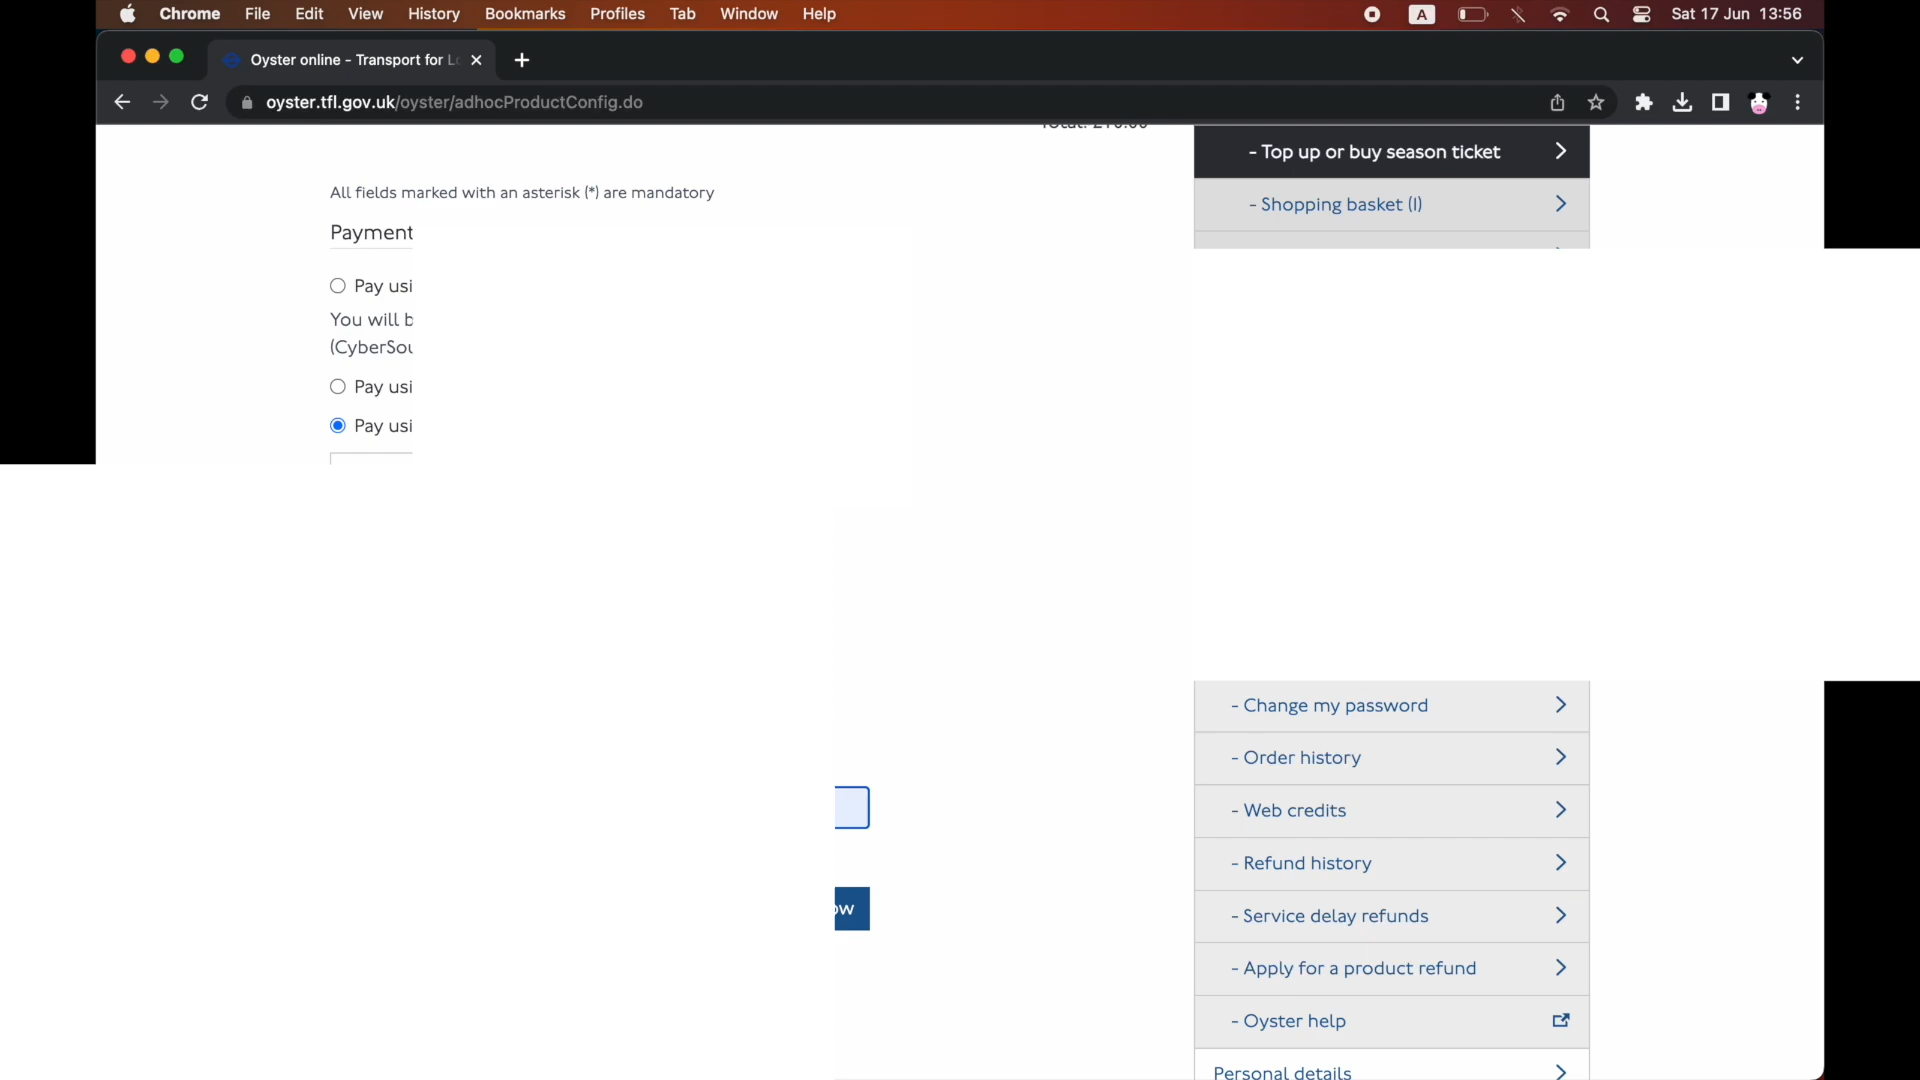 Chrome File Edit View History Bookmarks Profiles Tab Window Help A Sat 17 Jun 13:56
Oyster online - Transport for
oyster.tfl.gov.uk/oyster/adhocProductConfig.do
- Top up or buy season ticket
All fields marked with an asterisk (*) are mandatory
- Shopping basket (1)
Payment
Pay usi
You will b
(CyberSou
Pay usi
Pay usi
- Change my password
- Order history
- Web credits
- Refund history
ow
- Service delay refunds
- Apply for a product refund
- Oyster help
Personal details